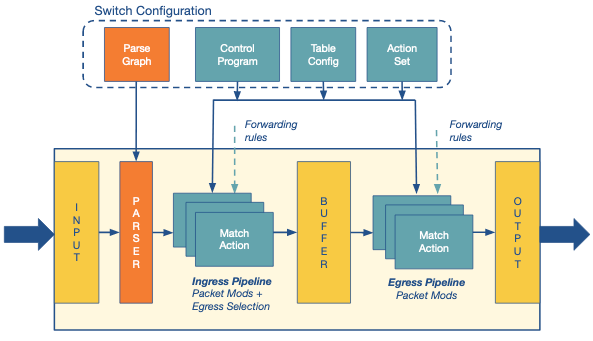 Switch Configuration
Parse
Graph
Control
Program
Table
Config
Action
Set
Forwarding
rules
Forwarding
rules
INPUT
PARSER
Match
Action
BUFFER
Match
Action
OUTPUT
Ingress Pipeline
Packet Mods +
Egress Selection
Egress Pipeline
Packet Mods